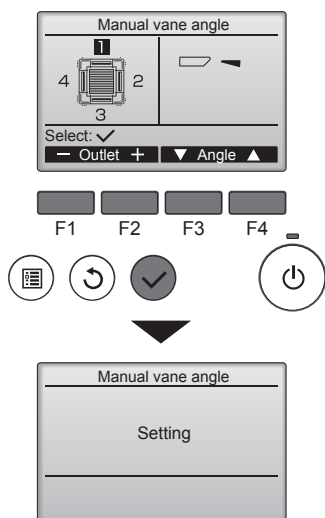 Manual vane angle
1
4 2
3
Select: ✓
− Outlet + ▼ Angle ▲
F1 F2 F3 F4
Manual vane angle
Setting